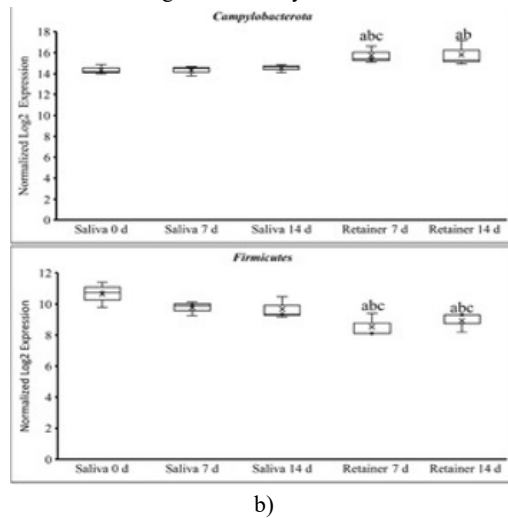 Campylobacterota
Normalized Log2 Expression
18
16
14
12
10
8
6
4
2
0
abc
ab
Saliva 0 d Saliva 7 d Saliva 14 d Retainer 7 d Retainer 14 d
Firmicutes
Normalized Log2 Expression
12
10
8
6
4
2
0
abc
abc
Saliva 0 d Saliva 7 d Saliva 14 d Retainer 7 d Retainer 14 d
b)